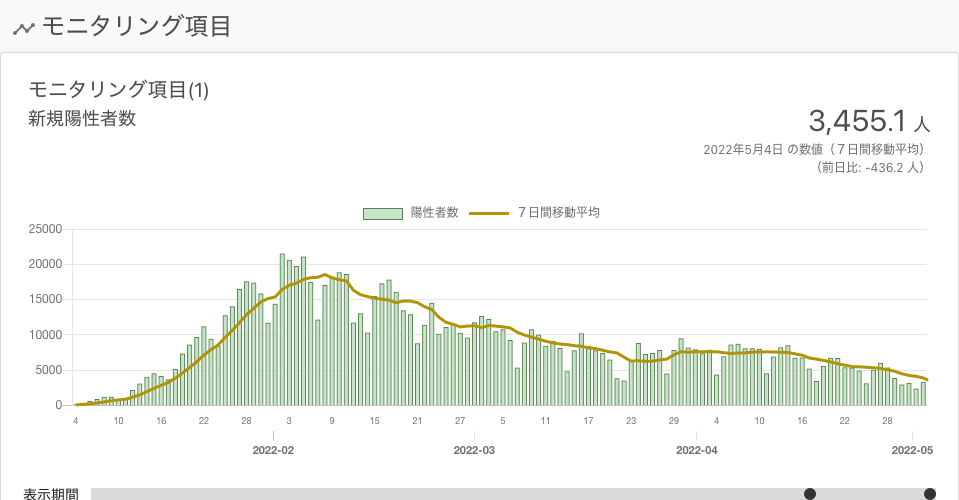 モニタリング項目
モニタリング項目(1)
新規陽性者数
3,455.1 人
2022年5月4日 の数値（７日間移動平均）
（前日比: -436.2 人）
陽性者数 ７日間移動平均
25000
20000
15000
10000
5000
0
4 10 16 22 28 3 9 15 21 27 5 11 17 23 29 4 10 16 22 28
2022-02 2022-03 2022-04 2022-05
表示期間